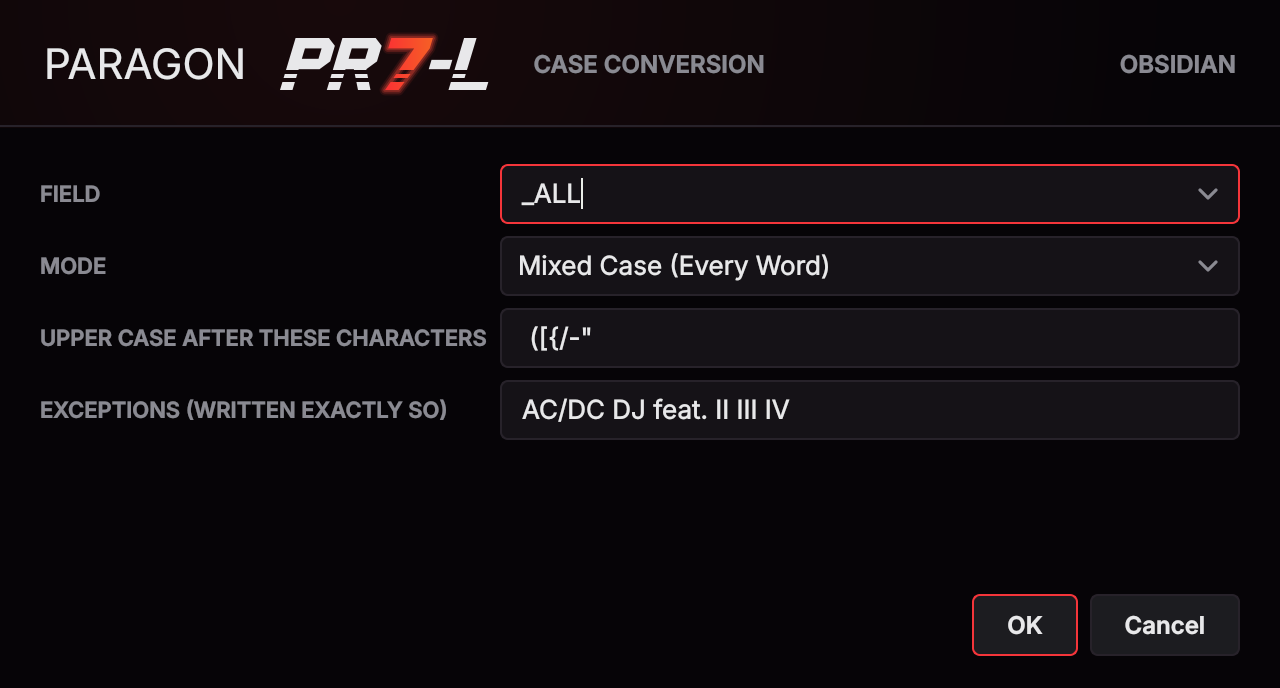 PARAGON PR7-L CASE CONVERSION OBSIDIAN
FIELD _ALL
MODE Mixed Case (Every Word)
UPPER CASE AFTER THESE CHARACTERS ([{/-"
EXCEPTIONS (WRITTEN EXACTLY SO) AC/DC DJ feat. II III IV
OK Cancel